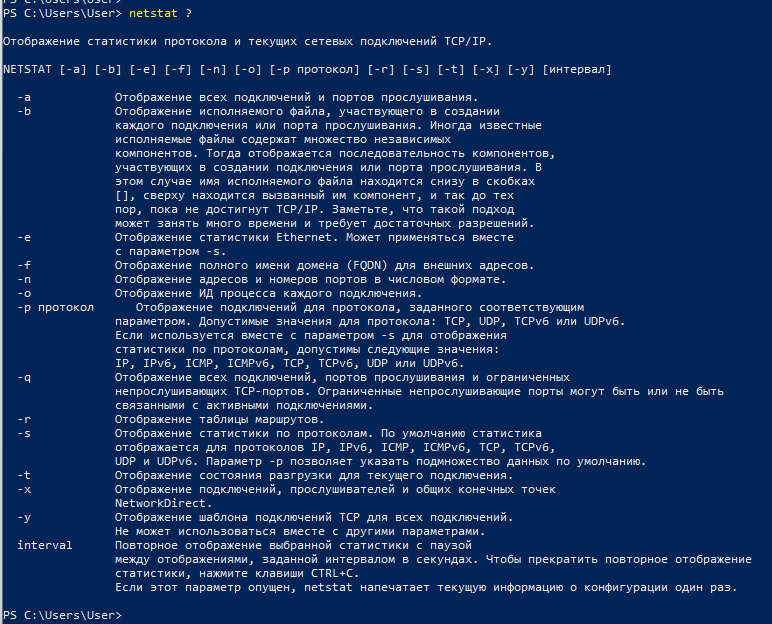 PS C:\Users\User>
PS C:\Users\User> netstat ?
Отображение статистики протокола и текущих сетевых подключений TCP/IP.
NETSTAT [-a] [-b] [-e] [-f] [-n] [-o] [-p протокол] [-r] [-s] [-t] [-x] [-y] [интервал]
-a Отображение всех подключений и портов прослушивания.
-b Отображение исполняемого файла, участвующего в создании
каждого подключения или порта прослушивания. Иногда известные
исполняемые файлы содержат множество независимых
компонентов. Тогда отображается последовательность компонентов,
участвующих в создании подключения или порта прослушивания. В
этом случае имя исполняемого файла находится снизу в скобках
[], сверху находится вызванный им компонент, и так до тех
пор, пока не достигнут TCP/IP. Заметьте, что такой подход
может занять много времени и требует достаточных разрешений.
-e Отображение статистики Ethernet. Может применяться вместе
с параметром -s.
-f Отображение полного имени домена (FQDN) для внешних адресов.
-n Отображение адресов и номеров портов в числовом формате.
-o Отображение ИД процесса каждого подключения.
-p протокол Отображение подключений для протокола, заданного соответствующим
параметром. Допустимые значения для протокола: TCP, UDP, TCPv6 или UDPv6.
Если используется вместе с параметром -s для отображения
статистики по протоколам, допустимы следующие значения:
IP, IPv6, ICMP, ICMPv6, TCP, TCPv6, UDP или UDPv6.
-q Отображение всех подключений, портов прослушивания и ограниченных
непрослушивающих TCP-портов. Ограниченные непрослушивающие порты могут быть или не быть
связанными с активными подключениями.
-r Отображение таблицы маршрутов.
-s Отображение статистики по протоколам. По умолчанию статистика
отображается для протоколов IP, IPv6, ICMP, ICMPv6, TCP, TCPv6,
UDP и UDPv6. Параметр -p позволяет указать подмножество данных по умолчанию.
-t Отображение состояния разгрузки для текущего подключения.
-x Отображение подключений, прослушивателей и общих конечных точек
NetworkDirect.
-y Отображение шаблона подключений TCP для всех подключений.
Не может использоваться вместе с другими параметрами.
interval Повторное отображение выбранной статистики с паузой
между отображениями, заданной интервалом в секундах. Чтобы прекратить повторное отображение
статистики, нажмите клавиши CTRL+C.
Если этот параметр опущен, netstat напечатает текущую информацию о конфигурации один раз.
PS C:\Users\User>